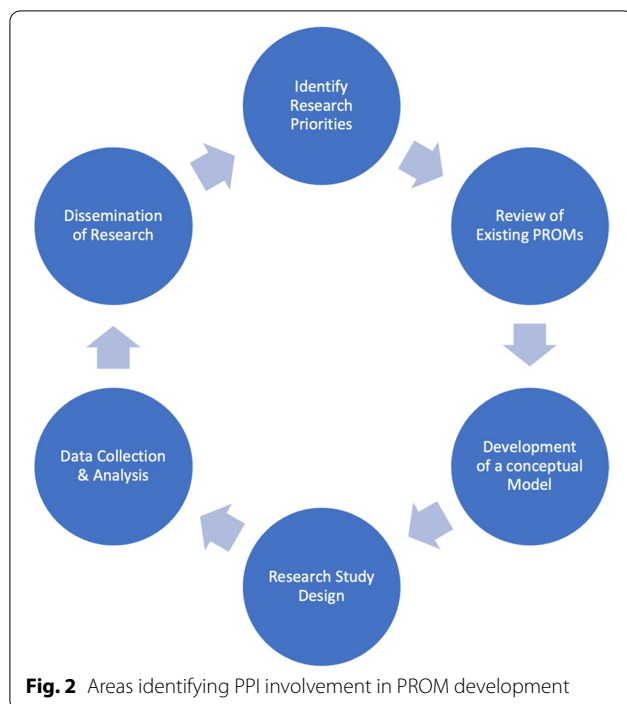 Identify
Research
Priorities
Review of
Existing PROMs
Development
of a conceptual
Model
Research Study
Design
Data Collection
& Analysis
Dissemination
of Research
Fig. 2 Areas identifying PPI involvement in PROM development